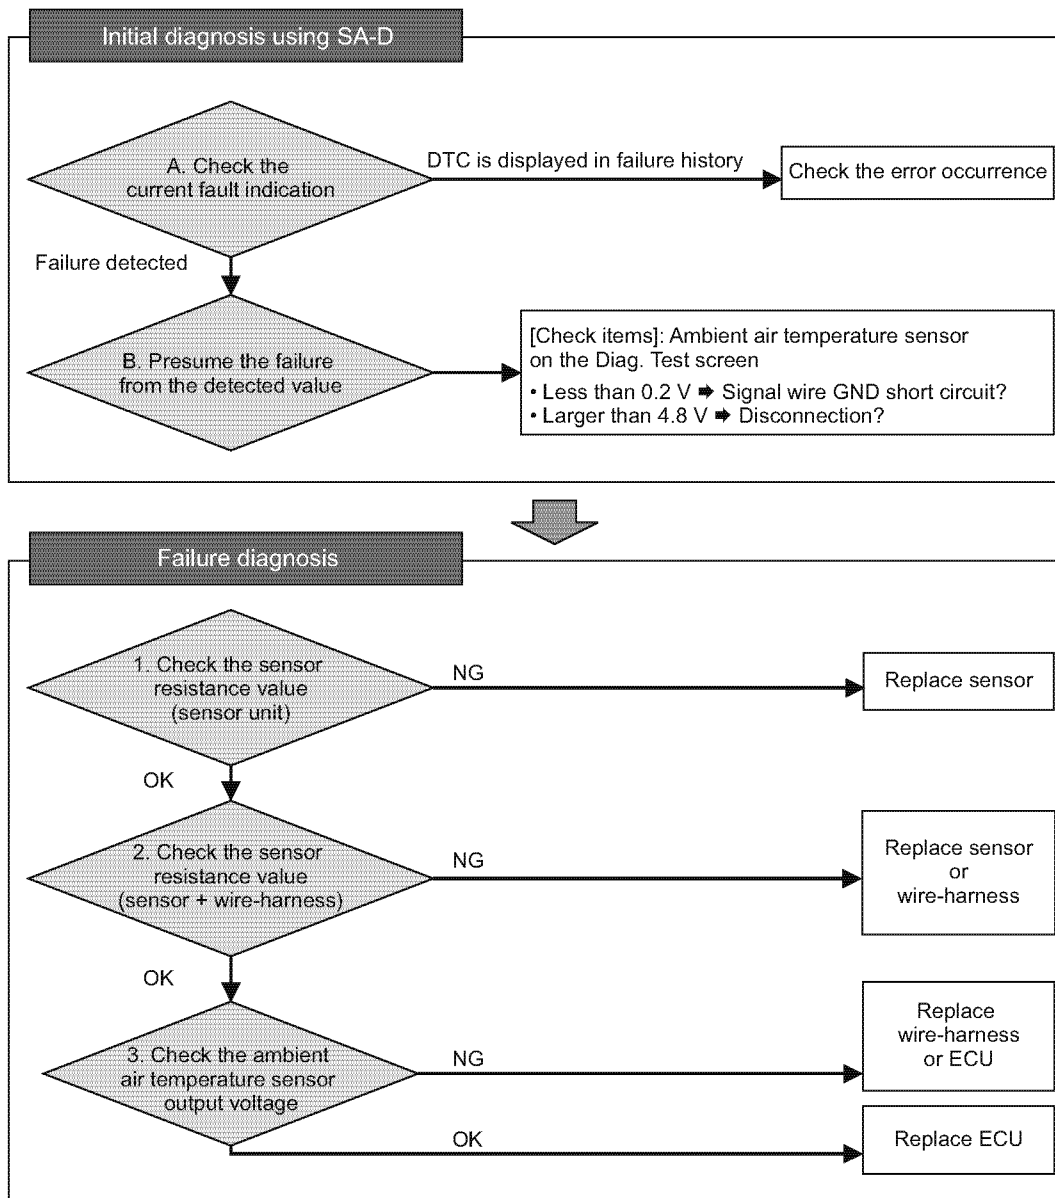 Initial diagnosis using SA-D
A. Check the
current fault indication
DTC is displayed in failure history
Check the error occurrence
Failure detected
B. Presume the failure
from the detected value
[Check items]: Ambient air temperature sensor
on the Diag. Test screen
• Less than 0.2 V ➡ Signal wire GND short circuit?
• Larger than 4.8 V ➡ Disconnection?
Failure diagnosis
1. Check the sensor
resistance value
(sensor unit)
NG
Replace sensor
OK
2. Check the sensor
resistance value
(sensor + wire-harness)
NG
Replace sensor
or
wire-harness
OK
3. Check the ambient
air temperature sensor
output voltage
NG
Replace
wire-harness
or ECU
OK
Replace ECU